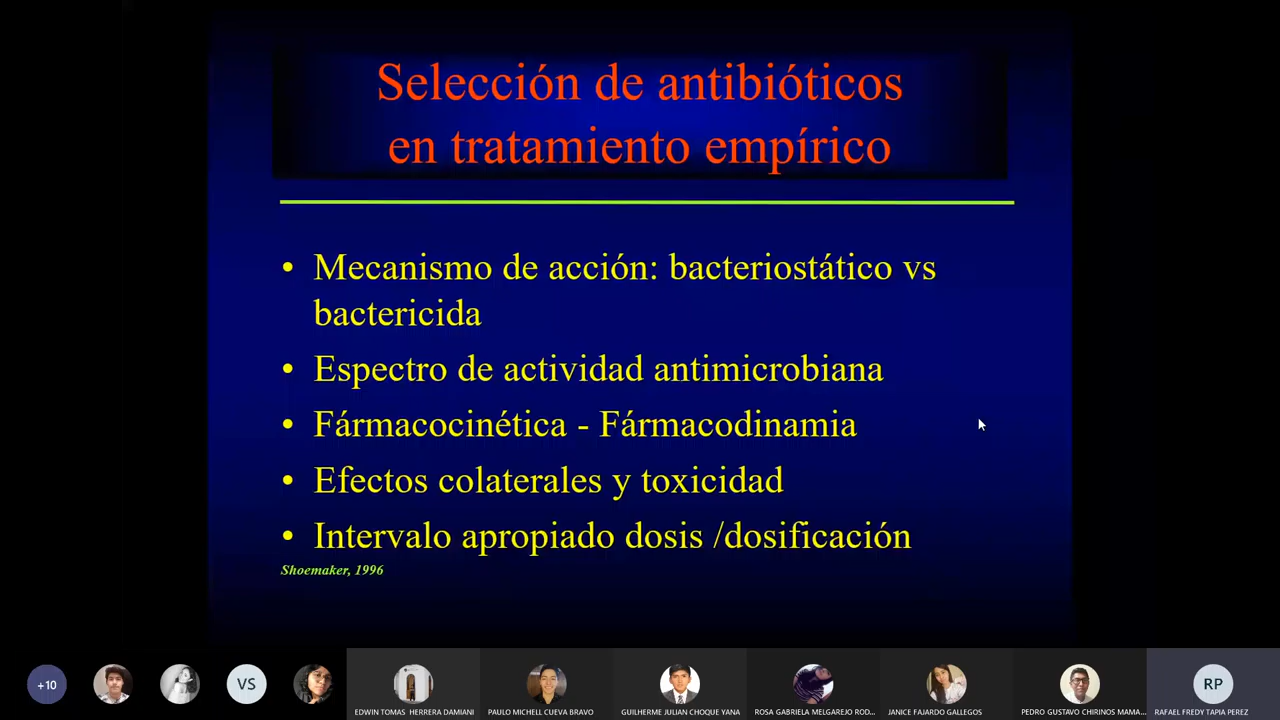 Selección de antibióticos
en tratamiento empírico
• Mecanismo de acción: bacteriostático vs
bactericida
• Espectro de actividad antimicrobiana
• Fármacocinética - Fármacodinamia
• Efectos colaterales y toxicidad
• Intervalo apropiado dosis /dosificación
Shoemaker, 1996
+10
VS
RP
EDWIN TOMAS HERRERA DAMIANI
PAULO MICHELL CUEVA BRAVO
GUILHERME JULIAN CHOQUE YANA
ROSA GABRIELA MELGAREJO ROD...
JANICE FAJARDO GALLEGOS
PEDRO GUSTAVO CHIRINOS MAMA...
RAFAEL FREDY TAPIA PEREZ